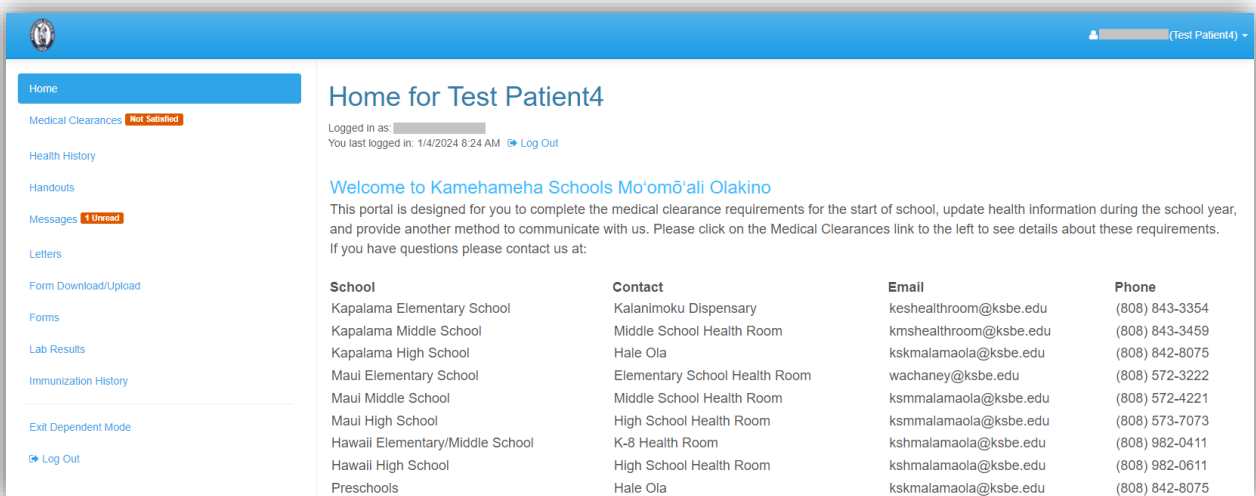 (Test Patient4)
Home
Medical Clearances Not Satisfied
Health History
Handouts
Messages 1 Unread
Letters
Form Download/Upload
Forms
Lab Results
Immunization History
Exit Dependent Mode
Log Out
Home for Test Patient4
Logged in as:
You last logged in: 1/4/2024 8:24 AM Log Out
Welcome to Kamehameha Schools Moʻomōʻali Olakino
This portal is designed for you to complete the medical clearance requirements for the start of school, update health information during the school year,
and provide another method to communicate with us. Please click on the Medical Clearances link to the left to see details about these requirements.
If you have questions please contact us at:
School Contact Email Phone
Kapalama Elementary School Kalanimoku Dispensary keshealthroom@ksbe.edu (808) 843-3354
Kapalama Middle School Middle School Health Room kmshealthroom@ksbe.edu (808) 843-3459
Kapalama High School Hale Ola kskmalamaola@ksbe.edu (808) 842-8075
Maui Elementary School Elementary School Health Room wachaney@ksbe.edu (808) 572-3222
Maui Middle School Middle School Health Room ksmmalamaola@ksbe.edu (808) 572-4221
Maui High School High School Health Room ksmmalamaola@ksbe.edu (808) 573-7073
Hawaii Elementary/Middle School K-8 Health Room kshmalamaola@ksbe.edu (808) 982-0411
Hawaii High School High School Health Room kshmalamaola@ksbe.edu (808) 982-0611
Preschools Hale Ola kskmalamaola@ksbe.edu (808) 842-8075